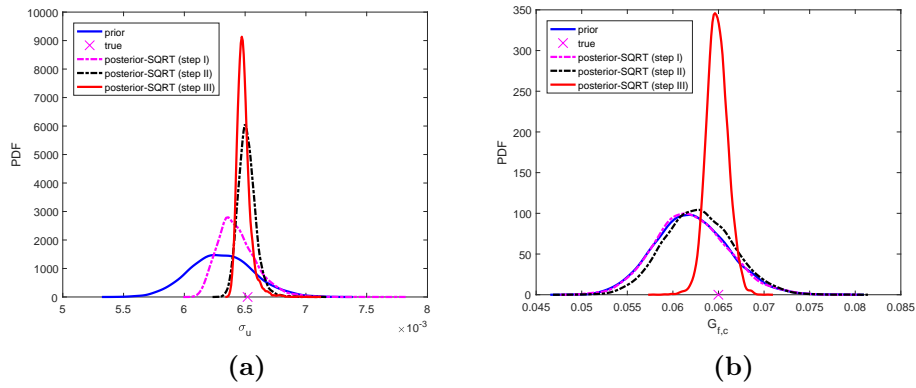 10000
9000
8000
7000
6000
5000
4000
3000
2000
1000
0
PDF
prior
true
posterior-SQRT (step I)
posterior-SQRT (step II)
posterior-SQRT (step III)
5 5.5 6 6.5 7 7.5 8
×10⁻³
σᵤ
(a)
350
300
250
200
150
100
50
0
PDF
prior
true
posterior-SQRT (step I)
posterior-SQRT (step II)
posterior-SQRT (step III)
0.045 0.05 0.055 0.06 0.065 0.07 0.075 0.08 0.085
G_{f,c}
(b)